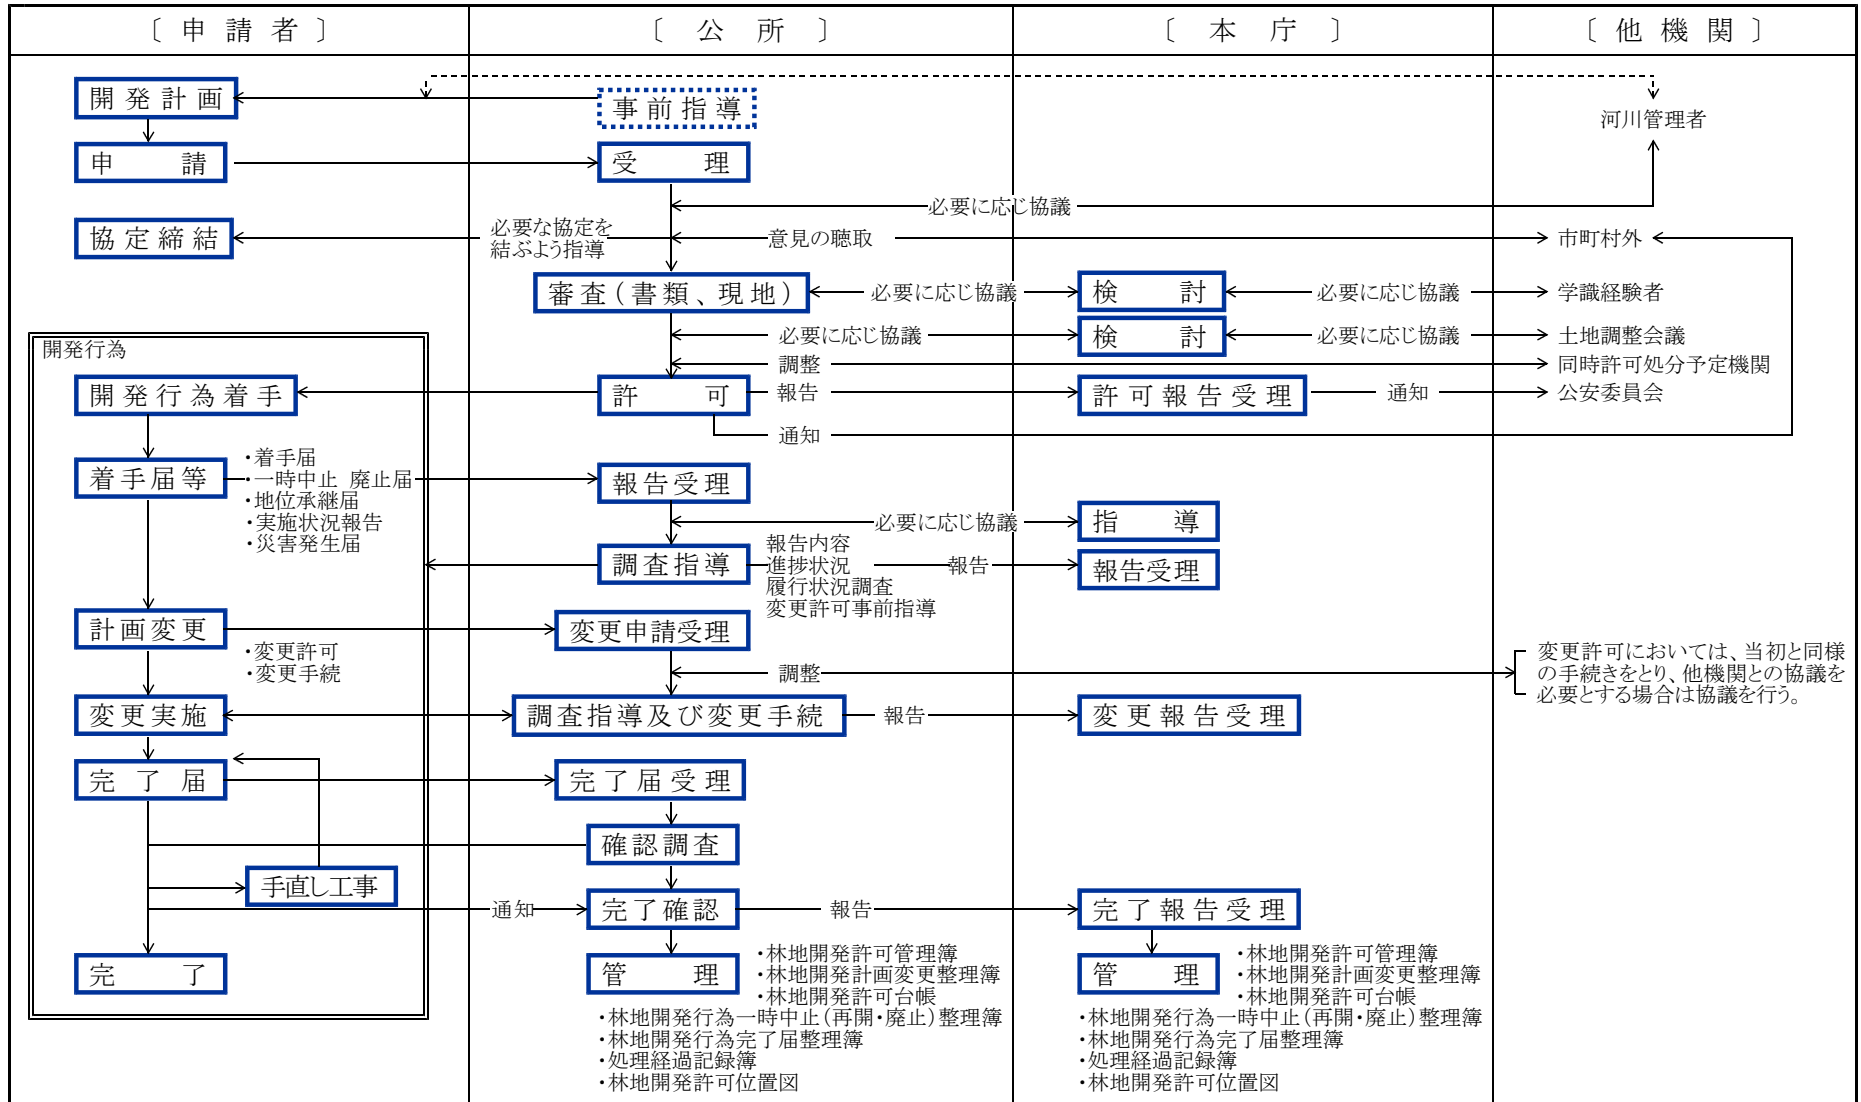 〔 申 請 者 〕
〔 公 所 〕
〔 本 庁 〕
〔 他 機 関 〕
開発計画
事前指導
河川管理者
申 請
受 理
必要に応じ協議
協定締結
必要な協定を
結ぶよう指導
意見の聴取
市町村外
審査(書類、現地)
必要に応じ協議
検 討
必要に応じ協議
学識経験者
必要に応じ協議
検 討
必要に応じ協議
土地調整会議
開発行為
調整
同時許可処分予定機関
開発行為着手
許 可
報告
許可報告受理
通知
公安委員会
通知
着手届等
・着手届
・一時中止 廃止届
・地位承継届
・実施状況報告
・災害発生届
報告受理
必要に応じ協議
指 導
調査指導
報告内容
進捗状況
履行状況調査
変更許可事前指導
報告
報告受理
計画変更
・変更許可
・変更手続
変更申請受理
調整
変更許可においては、当初と同様
の手続きをとり、他機関との協議を
必要とする場合は協議を行う。
変更実施
調査指導及び変更手続
報告
変更報告受理
完了届
完了届受理
確認調査
手直し工事
通知
完了確認
報告
完了報告受理
完 了
管 理
・林地開発許可管理簿
・林地開発計画変更整理簿
・林地開発許可台帳
・林地開発行為一時中止(再開・廃止)整理簿
・林地開発行為完了届整理簿
・処理経過記録簿
・林地開発許可位置図
管 理
・林地開発許可管理簿
・林地開発計画変更整理簿
・林地開発許可台帳
・林地開発行為一時中止(再開・廃止)整理簿
・林地開発行為完了届整理簿
・処理経過記録簿
・林地開発許可位置図